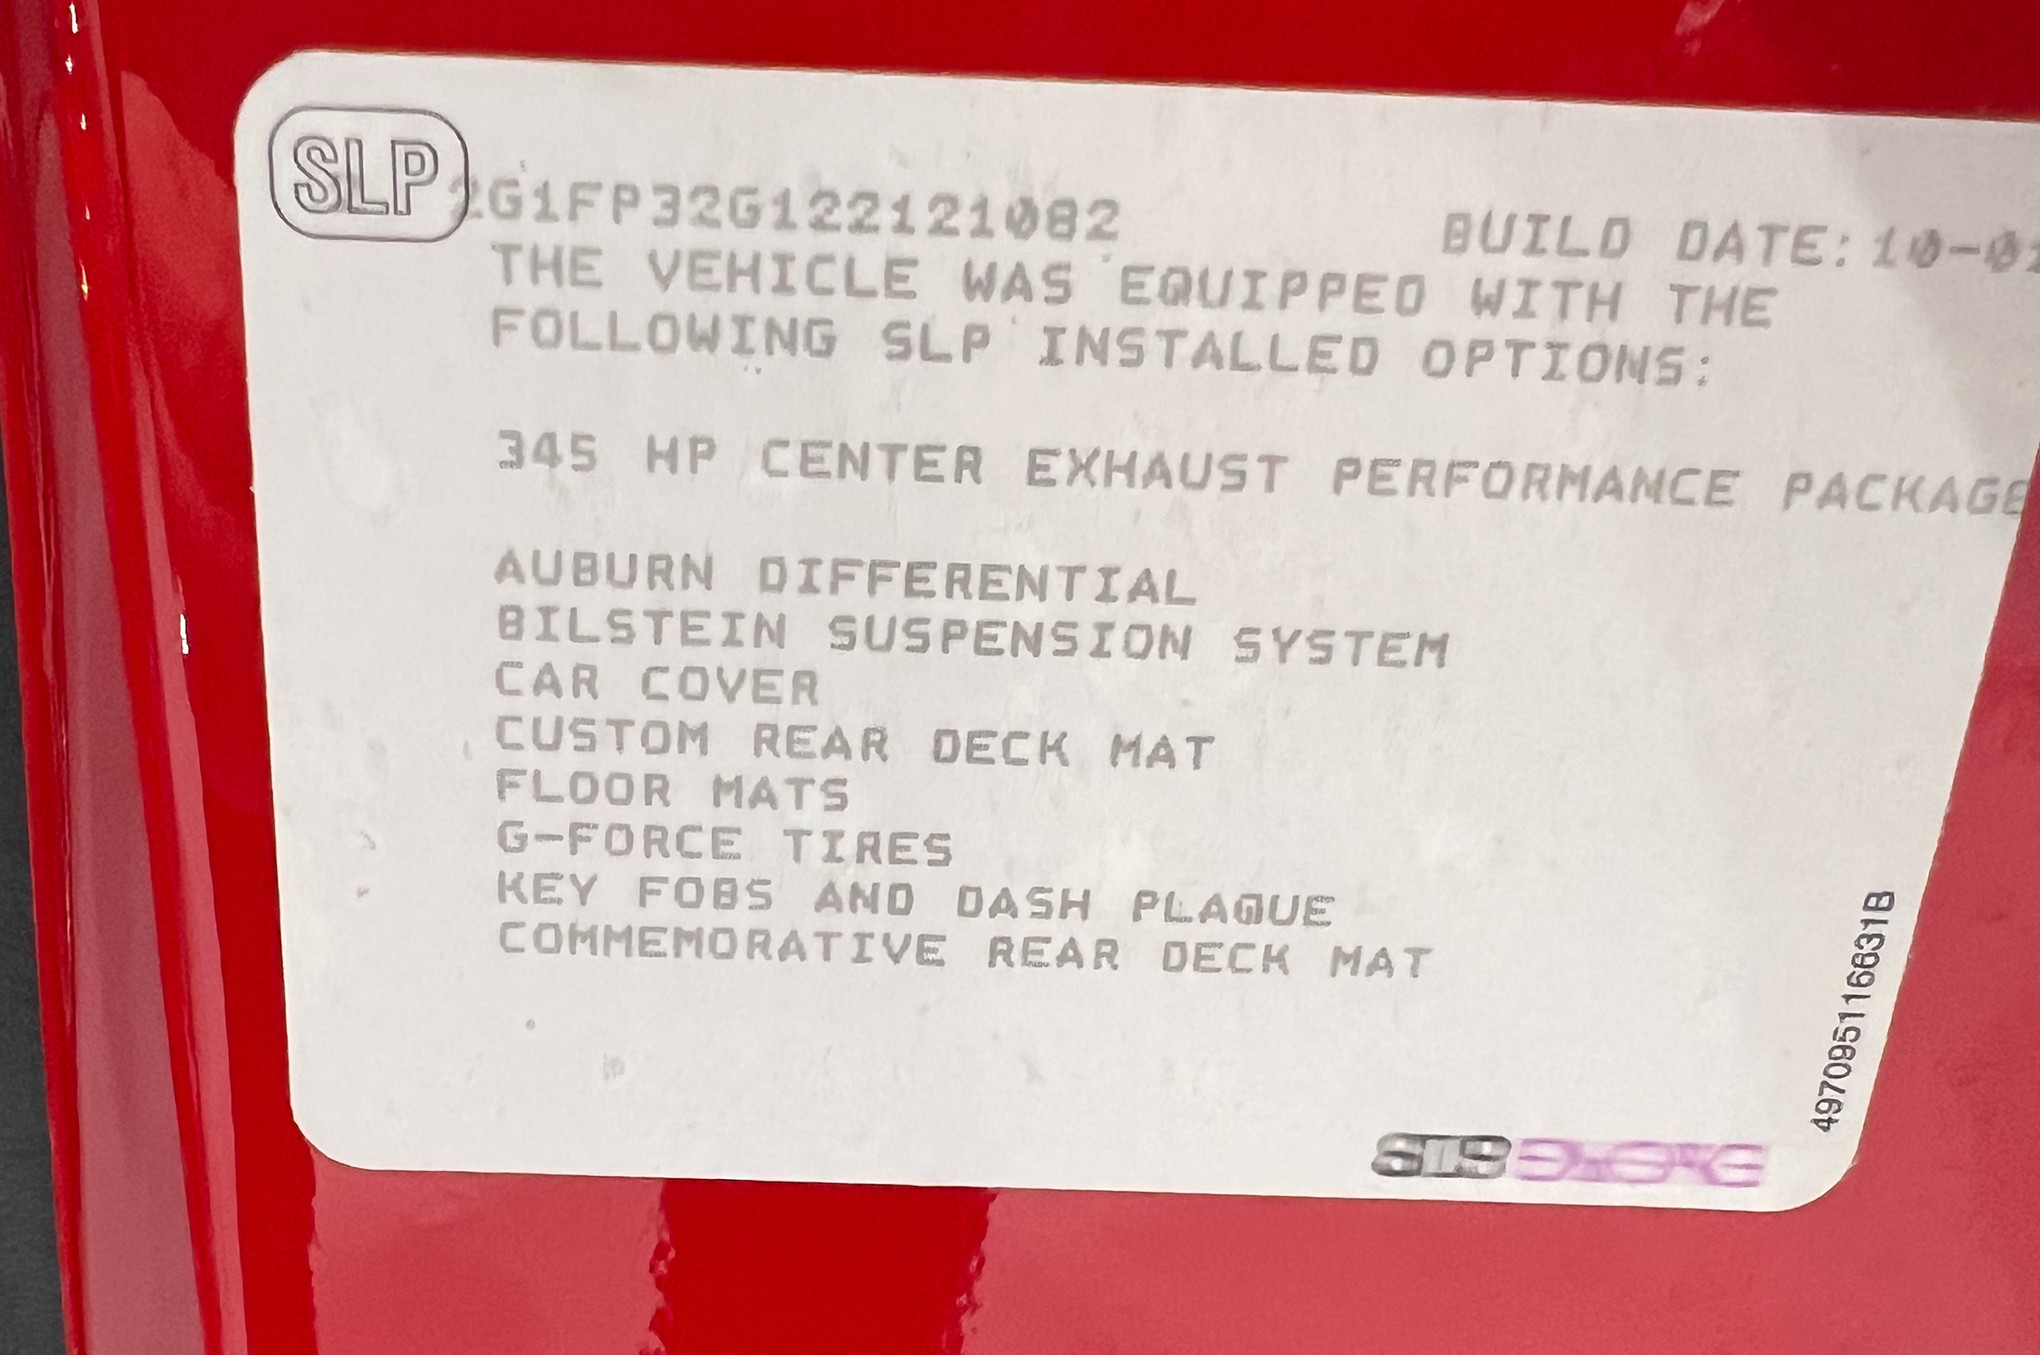 SLP
2G1FP32G122121082 BUILD DATE: 10-01
THE VEHICLE WAS EQUIPPED WITH THE
FOLLOWING SLP INSTALLED OPTIONS:
345 HP CENTER EXHAUST PERFORMANCE PACKAGE
AUBURN DIFFERENTIAL
BILSTEIN SUSPENSION SYSTEM
CAR COVER
CUSTOM REAR DECK MAT
FLOOR MATS
G-FORCE TIRES
KEY FOBS AND DASH PLAQUE
COMMEMORATIVE REAR DECK MAT
4970951116631B